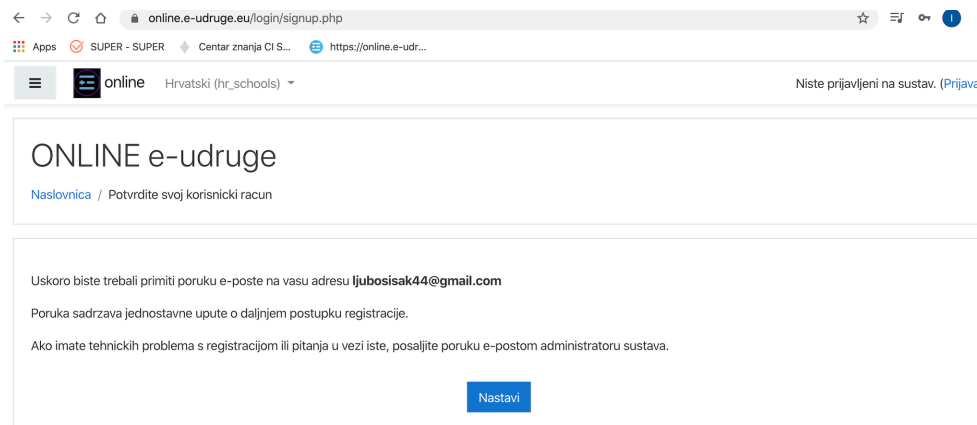 online.e-udruge.eu/login/signup.php
I
Apps SUPER - SUPER Centar znanja CI S... https://online.e-udr...
online Hrvatski (hr_schools) Niste prijavljeni na sustav. (Prijava
ONLINE e-udruge
Naslovnica / Potvrdite svoj korisnicki racun
Uskoro biste trebali primiti poruku e-poste na vasu adresu ljubosisak44@gmail.com
Poruka sadrzava jednostavne upute o daljnjem postupku registracije.
Ako imate tehnickih problema s registracijom ili pitanja u vezi iste, posaljite poruku e-postom administratoru sustava.
Nastavi